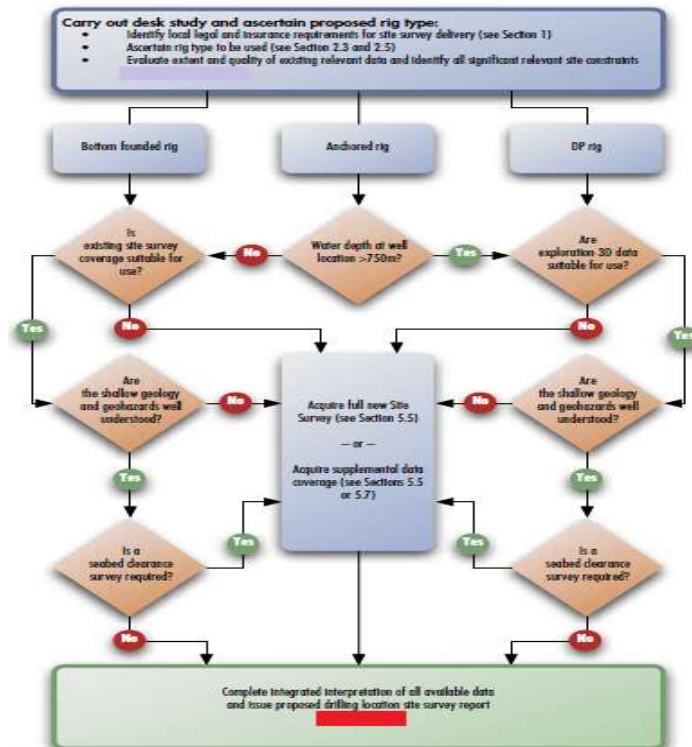 Carry out desk study and ascertain proposed rig type:
• Identify local legal and insurance requirements for site survey delivery (see Section 1)
• Ascertain rig type to be used (see Section 2.3 and 2.5)
• Evaluate extent and quality of existing relevant data and identify all significant relevant site constraints
Bottom founded rig
Anchored rig
DP rig
Is
existing site survey
coverage suitable for
use?
No
Water depth at well
location >750m?
Yes
Are
exploration 3D data
suitable for use?
Yes
No
No
Yes
Are
the shallow geology
and geohazards well
understood?
No
Acquire full new Site
Survey (see Section 5.5)
— or —
Acquire supplemental data
coverage (see Sections 5.5
or 5.7)
No
Are
the shallow geology
and geohazards well
understood?
Yes
Yes
Is a
seabed clearance
survey required?
Yes
Yes
Is a
seabed clearance
survey required?
No
No
Complete integrated interpretation of all available data
and issue proposed drilling location site survey report